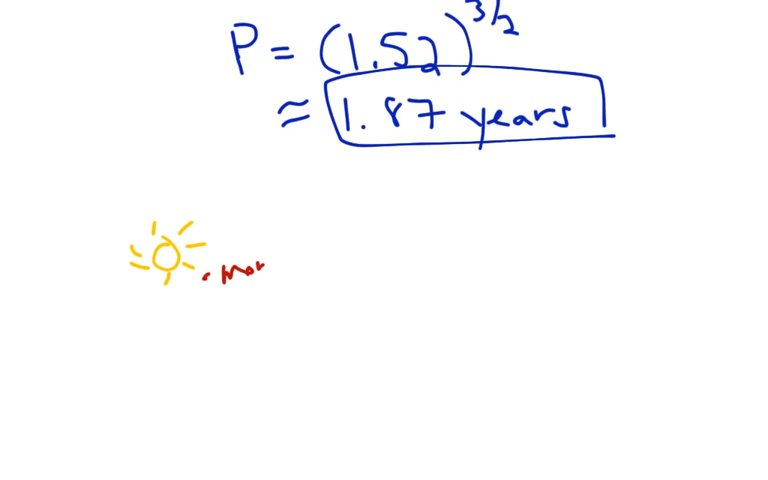 P = (1.52)^3/2
≈ 1.87 years
mar